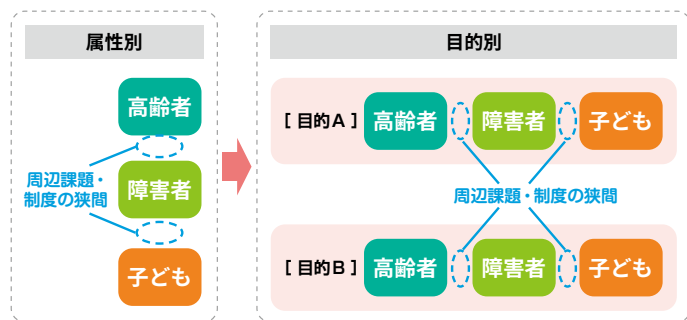 属性別
高齢者
周辺課題・
制度の狭間
障害者
子ども
目的別
[ 目的A ]
高齢者
障害者
子ども
周辺課題・制度の狭間
[ 目的B ]
高齢者
障害者
子ども